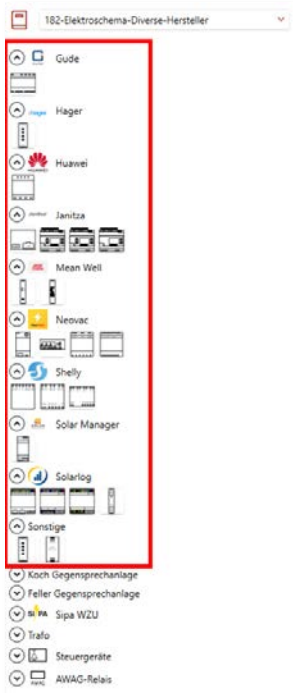 182-Elektroschema-Diverse-Hersteller
Gude
Hager
Huawei
Janitza
Mean Well
Neovac
Shelly
Solar Manager
Solarlog
Sonstige
Koch Gegensprechanlage
Feller Gegensprechanlage
Sipa WZU
Trafo
Steuergeräte
AWAG-Relais